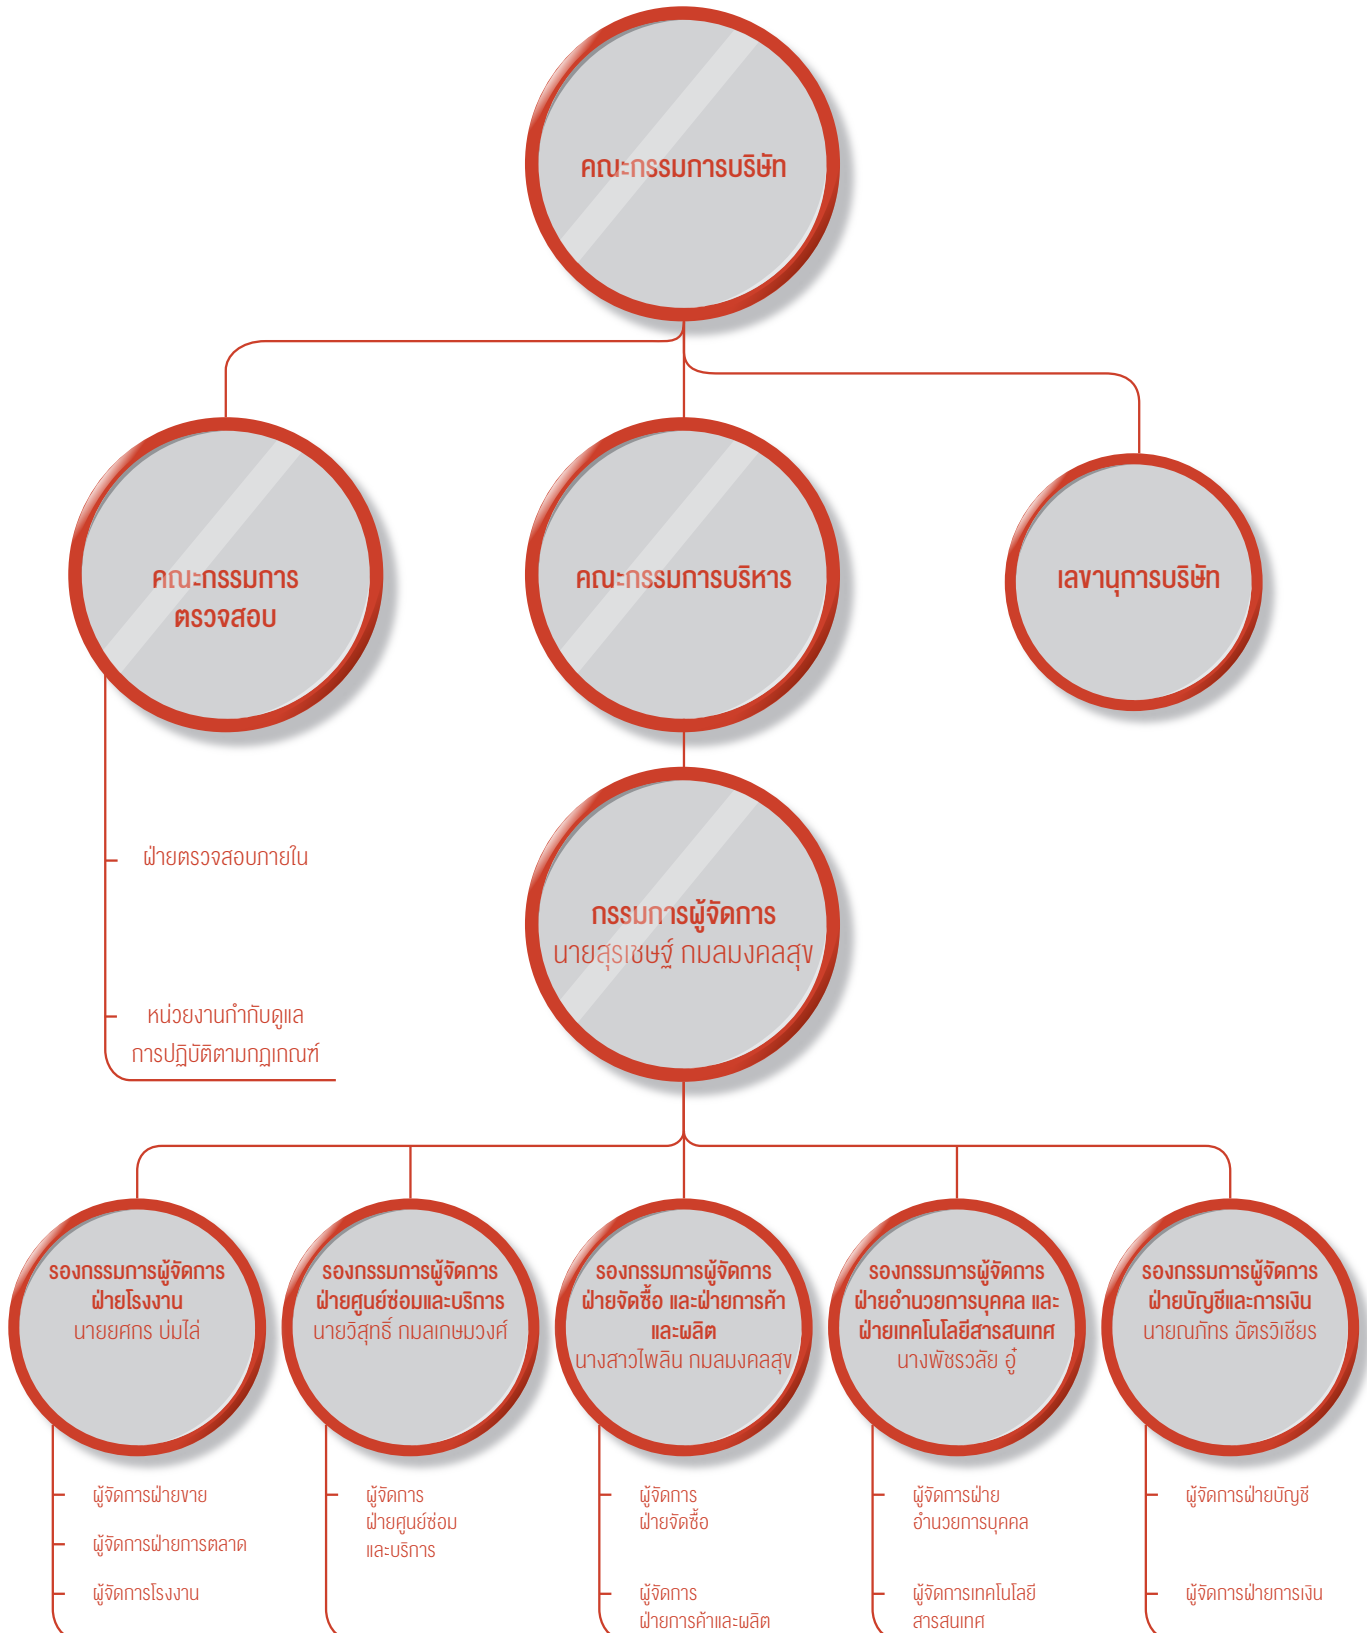 คณะกรรมการบริษัท
คณะกรรมการ
ตรวจสอบ
คณะกรรมการบริหาร
เลขานุการบริษัท
ฝ่ายตรวจสอบภายใน
หน่วยงานกำกับดูแล
การปฏิบัติตามกฎเกณฑ์
กรรมการผู้จัดการ
นายสุรเชษฐ์ กมลมงคลสุข
รองกรรมการผู้จัดการ
ฝ่ายโรงงาน
นายยศกร บ่มไล่
รองกรรมการผู้จัดการ
ฝ่ายศูนย์ซ่อมและบริการ
นายวิสุทธิ์ กมลเกษมวงศ์
รองกรรมการผู้จัดการ
ฝ่ายจัดซื้อ และฝ่ายการค้า
และผลิต
นางสาวไพลิน กมลมงคลสุข
รองกรรมการผู้จัดการ
ฝ่ายอำนวยการบุคคล และ
ฝ่ายเทคโนโลยีสารสนเทศ
นางพัชรวลัย อู๋
รองกรรมการผู้จัดการ
ฝ่ายบัญชีและการเงิน
นายณภัทร ฉัตรวิเชียร
ผู้จัดการฝ่ายขาย
ผู้จัดการฝ่ายการตลาด
ผู้จัดการโรงงาน
ผู้จัดการ
ฝ่ายศูนย์ซ่อม
และบริการ
ผู้จัดการ
ฝ่ายจัดซื้อ
ผู้จัดการ
ฝ่ายการค้าและผลิต
ผู้จัดการฝ่าย
อำนวยการบุคคล
ผู้จัดการเทคโนโลยี
สารสนเทศ
ผู้จัดการฝ่ายบัญชี
ผู้จัดการฝ่ายการเงิน